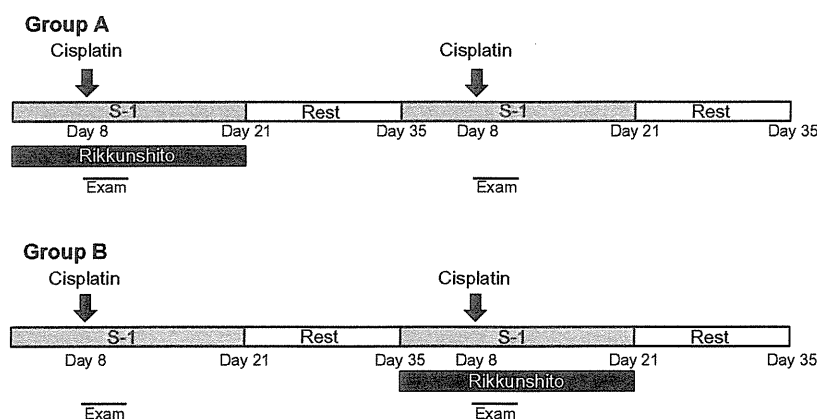 Group A
Cisplatin Cisplatin
S-1 Rest S-1 Rest
Day 8 Day 21 Day 35 Day 8 Day 21 Day 35
Rikkunshito
Exam Exam
Group B
Cisplatin Cisplatin
S-1 Rest S-1 Rest
Day 8 Day 21 Day 35 Day 8 Day 21 Day 35
Rikkunshito
Exam Exam